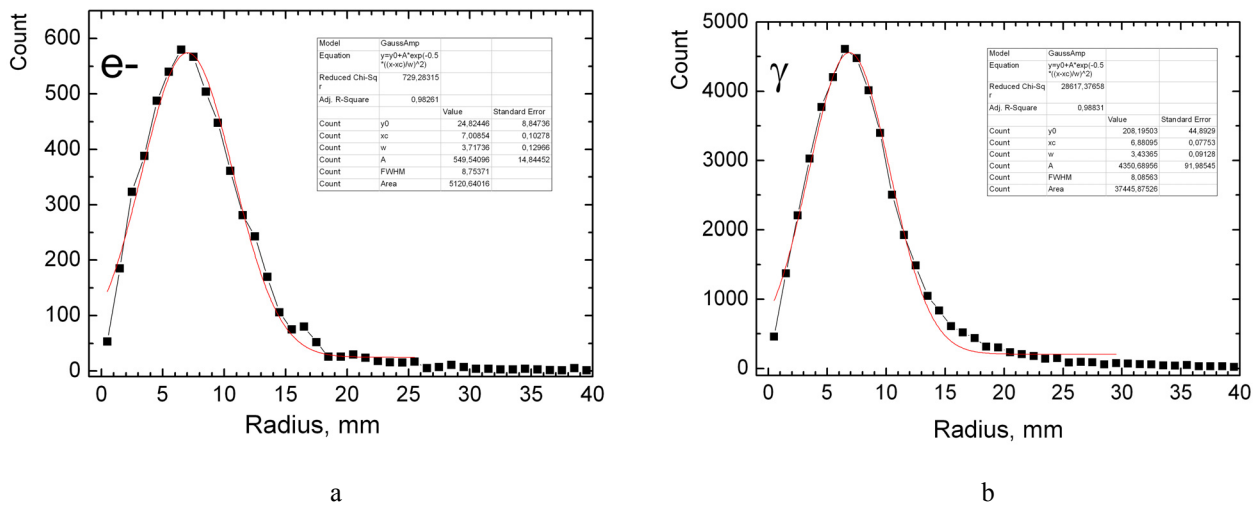 Count
600
500
400
300
200
100
0
e-
Model GaussAmp
Equation y=y0+A*exp(-0.5
*((x-xc)/w)^2)
Reduced Chi-Sq 729,28315
r
Adj. R-Square 0,98261
Value Standard Error
Count y0 24,82446 8,84736
Count xc 7,00854 0,10278
Count w 3,71736 0,12966
Count A 549,54096 14,84452
Count FWHM 8,75371
Count Area 5120,64016
0 5 10 15 20 25 30 35 40
Radius, mm
a
Count
5000
4000
3000
2000
1000
0
γ
Model GaussAmp
Equation y=y0+A*exp(-0.5
*((x-xc)/w)^2)
Reduced Chi-Sq 28617,37658
r
Adj. R-Square 0,98831
Value Standard Error
Count y0 208,19503 44,8929
Count xc 6,88095 0,07753
Count w 3,43365 0,09128
Count A 4350,68956 91,98545
Count FWHM 8,08563
Count Area 37445,87526
0 5 10 15 20 25 30 35 40
Radius, mm
b